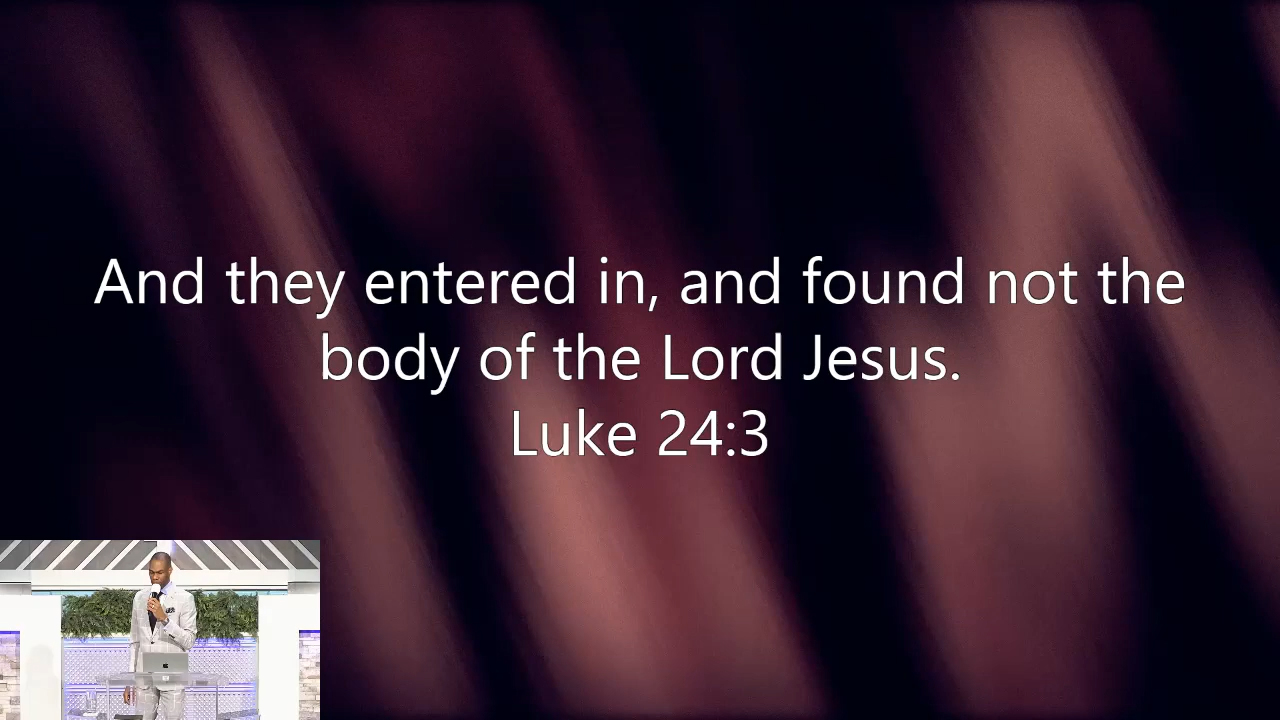 And they entered in, and found not the
body of the Lord Jesus.
Luke 24:3